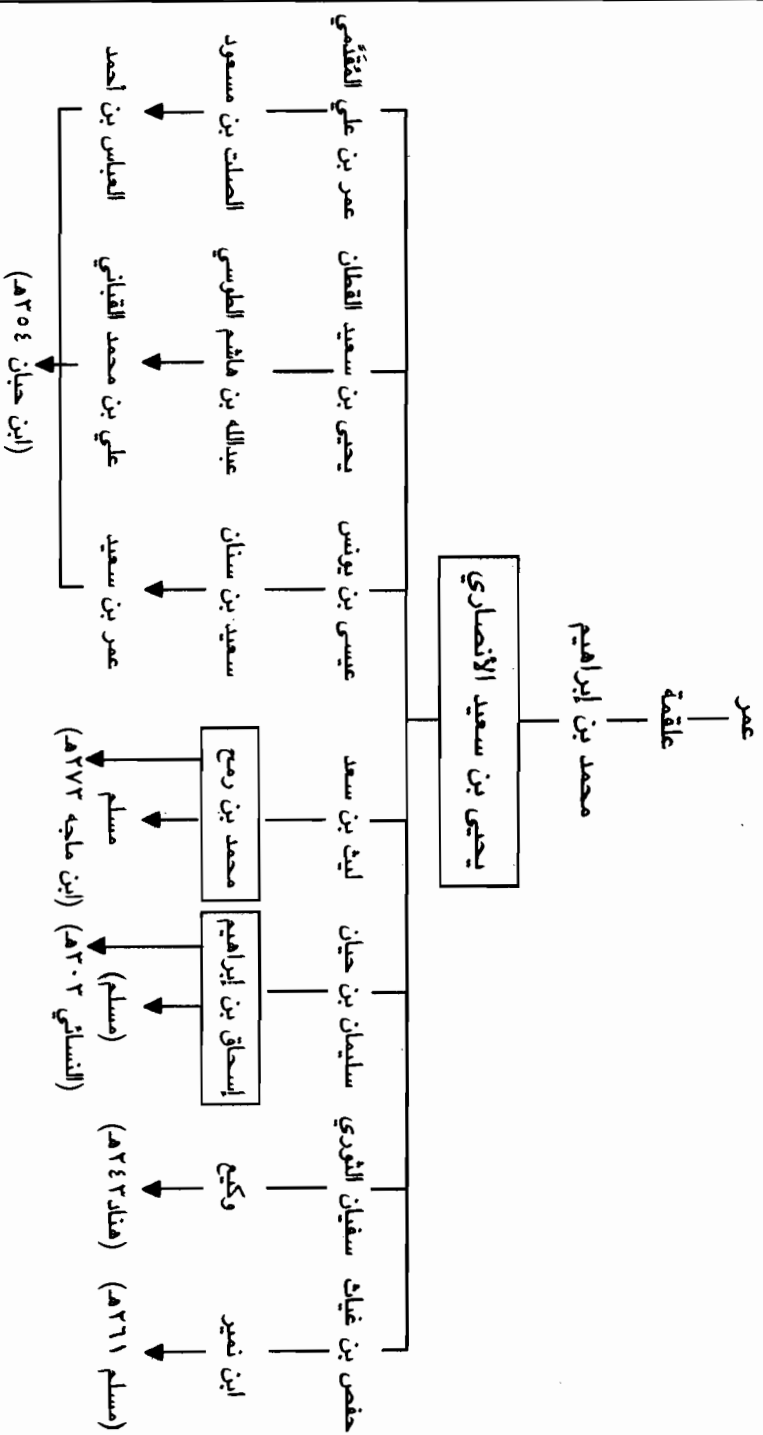 عمر
علقمة
محمد بن إبراهيم
يحيى بن سعيد الأنصاري
حفص بن غياث
سفيان الثوري
سليمان بن حيان
ليث بن سعد
عيسى بن يونس
يحيى بن سعيد القطان
عمر بن علي المُقَدَّمي
ابن نمير
وكيع
إسحاق بن إبراهيم
محمد بن رمح
سعيد بن سنان
عبدالله بن هاشم الطوسي
الصلت بن مسعود
(مسلم ٢٦١هـ)
(هناد٢٤٣هـ)
(مسلم)
مسلم
عمر بن سعيد
علي بن محمد القباني
العباس بن أحمد
(النسائي ٣٠٣هـ)
(ابن ماجه ٢٧٣هـ)
(ابن حبان ٣٥٤هـ)